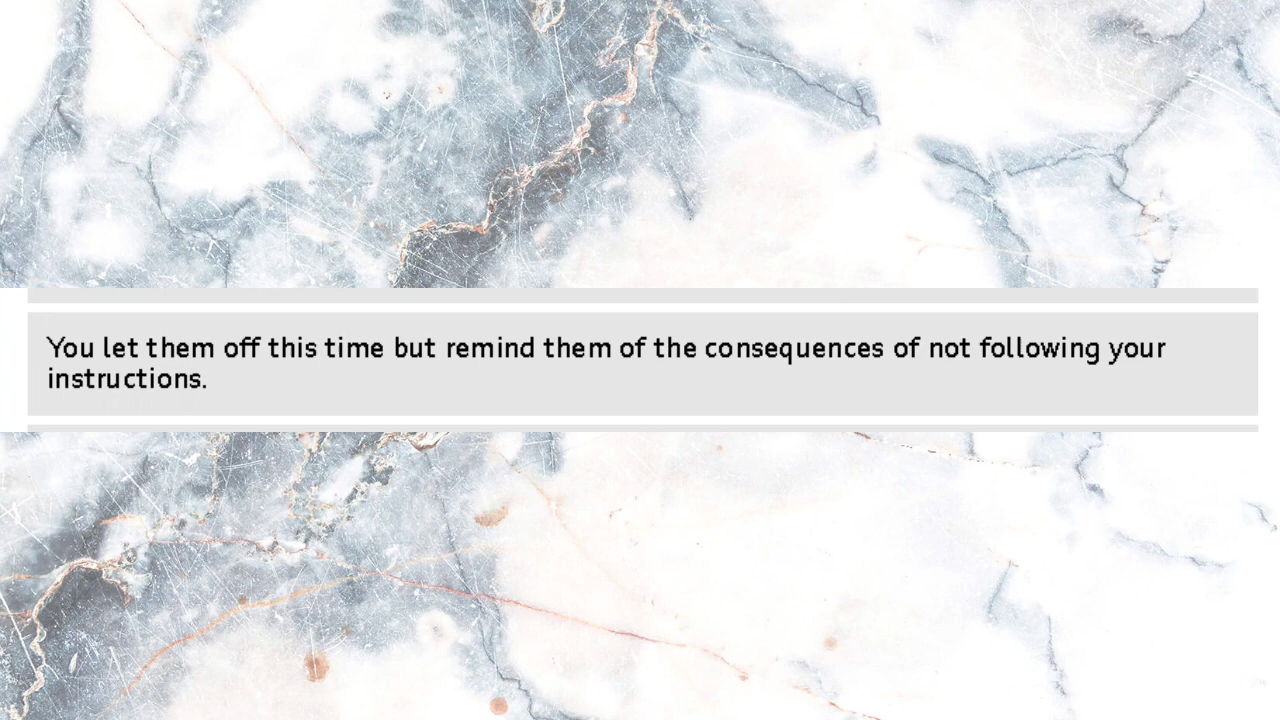 You let them off this time but remind them of the consequences of not following your
instructions.